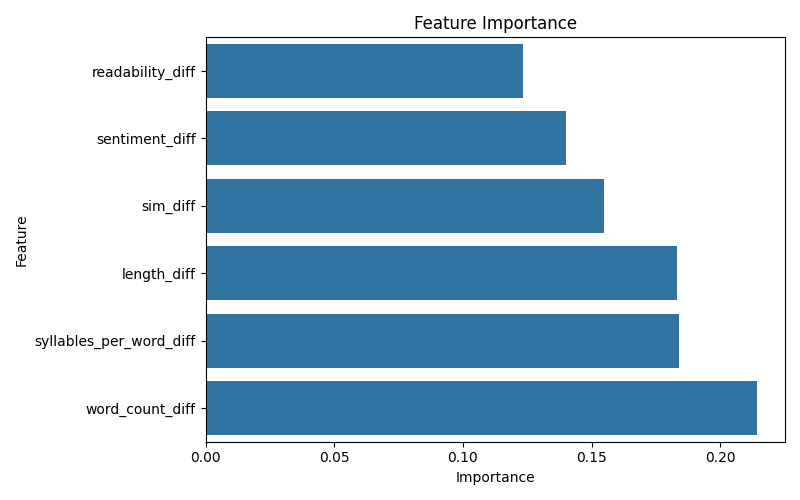 Feature Importance
readability_diff
sentiment_diff
sim_diff
length_diff
syllables_per_word_diff
word_count_diff
Feature
0.00 0.05 0.10 0.15 0.20
Importance